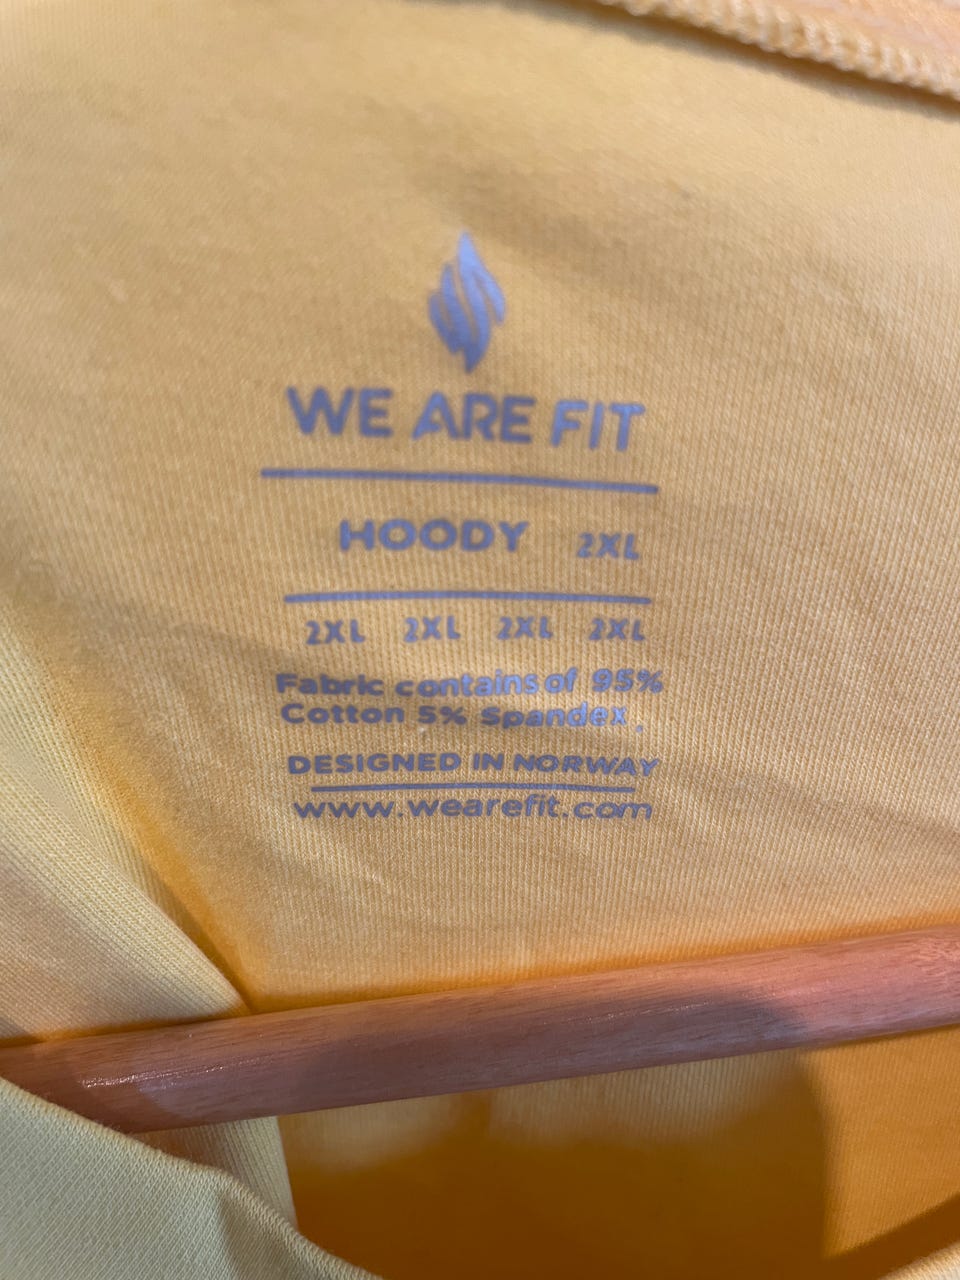 WE ARE FIT
HOODY 2XL
2XL 2XL 2XL 2XL
Fabric contains of 95%
Cotton 5% Spandex.
DESIGNED IN NORWAY
www.wearefit.com